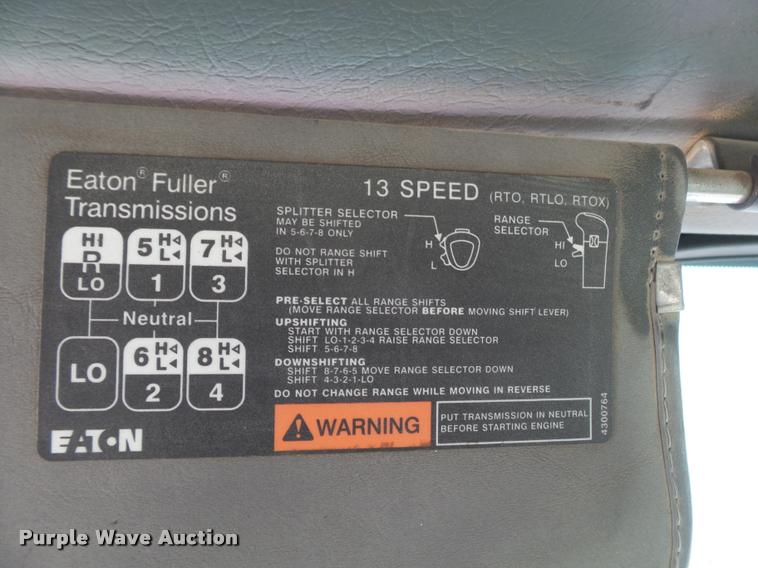 Eaton® Fuller®
Transmissions
13 SPEED (RTO, RTLO, RTOX)
HI
R
LO
5 H L
1
7 H L
3
Neutral
LO
6 H L
2
8 H L
4
EATON
SPLITTER SELECTOR
MAY BE SHIFTED
IN 5-6-7-8 ONLY
DO NOT RANGE SHIFT
WITH SPLITTER
SELECTOR IN H
H
L
RANGE
SELECTOR
HI
LO
PRE-SELECT ALL RANGE SHIFTS
(MOVE RANGE SELECTOR BEFORE MOVING SHIFT LEVER)
UPSHIFTING
START WITH RANGE SELECTOR DOWN
SHIFT LO-1-2-3-4 RAISE RANGE SELECTOR
SHIFT 5-6-7-8
DOWNSHIFTING
SHIFT 8-7-6-5 MOVE RANGE SELECTOR DOWN
SHIFT 4-3-2-1-LO
DO NOT CHANGE RANGE WHILE MOVING IN REVERSE
WARNING
PUT TRANSMISSION IN NEUTRAL
BEFORE STARTING ENGINE
4300764
Purple Wave Auction